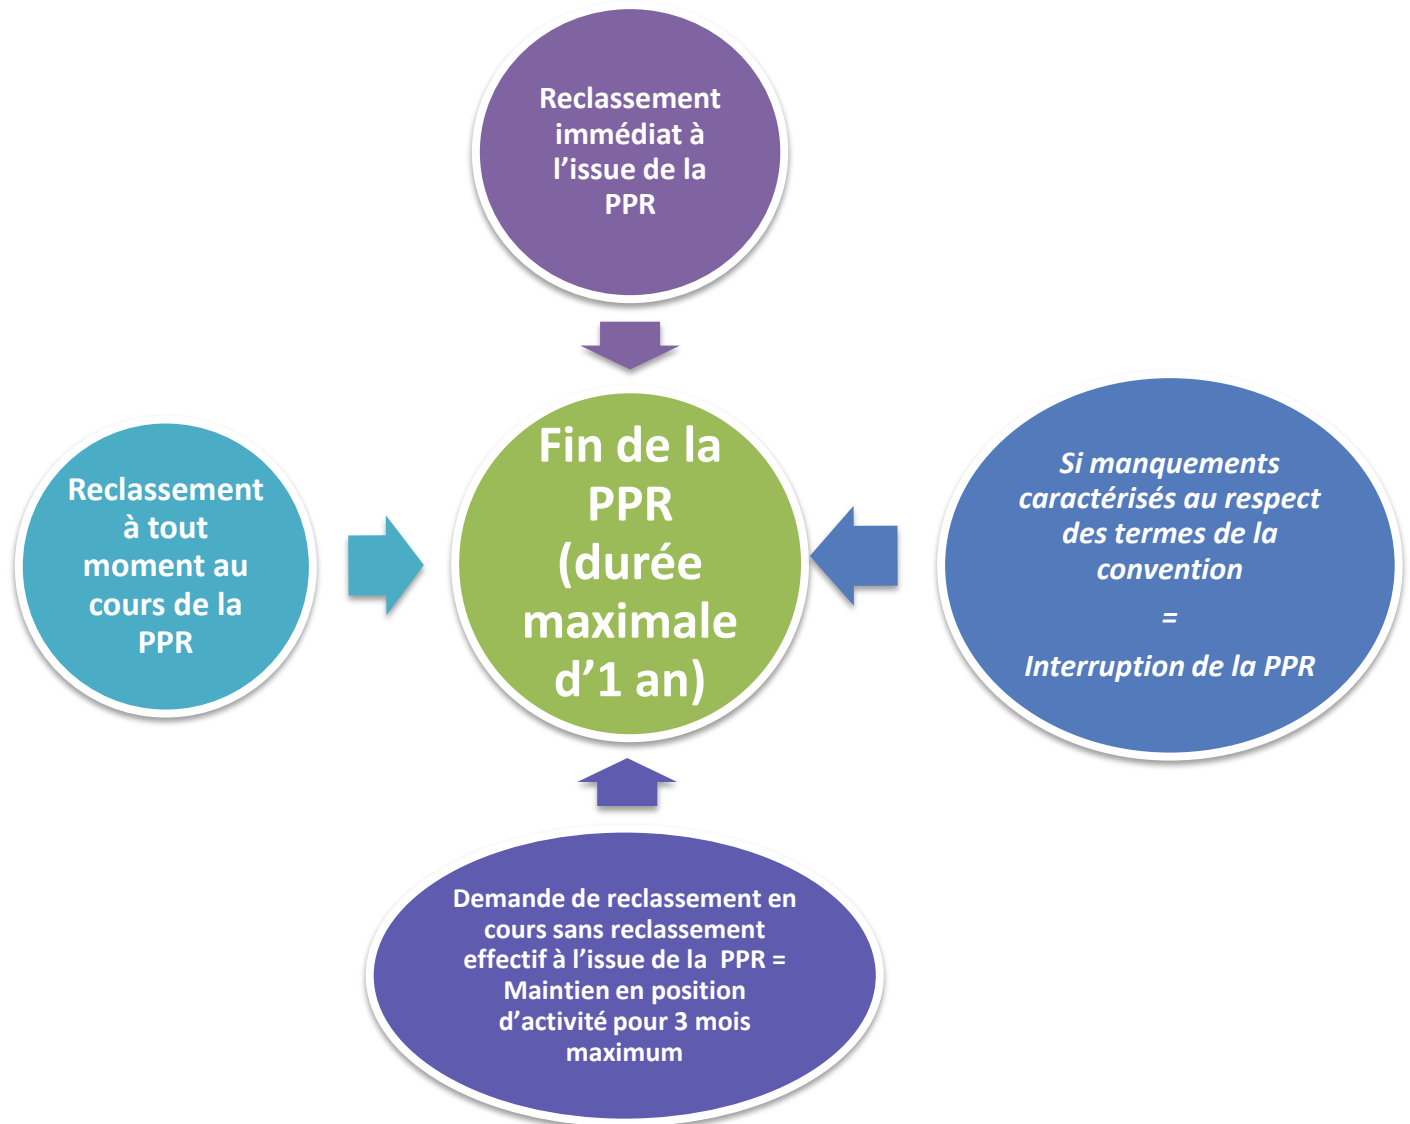 Reclassement
immédiat à
l’issue de la
PPR
Fin de la
PPR
(durée
maximale
d’1 an)
Reclassement
à tout
moment au
cours de la
PPR
Si manquements
caractérisés au respect
des termes de la
convention
=
Interruption de la PPR
Demande de reclassement en
cours sans reclassement
effectif à l’issue de la PPR =
Maintien en position
d’activité pour 3 mois
maximum